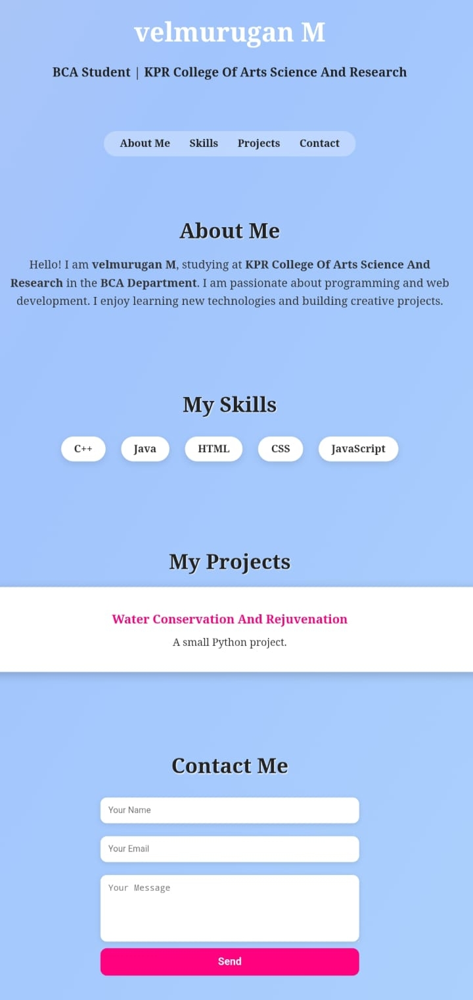 velmurugan M
BCA Student | KPR College Of Arts Science And Research
About Me Skills Projects Contact
About Me
Hello! I am velmurugan M, studying at KPR College Of Arts Science And
Research in the BCA Department. I am passionate about programming and web
development. I enjoy learning new technologies and building creative projects.
My Skills
C++ Java HTML CSS JavaScript
My Projects
Water Conservation And Rejuvenation
A small Python project.
Contact Me
Your Name
Your Email
Your Message
Send